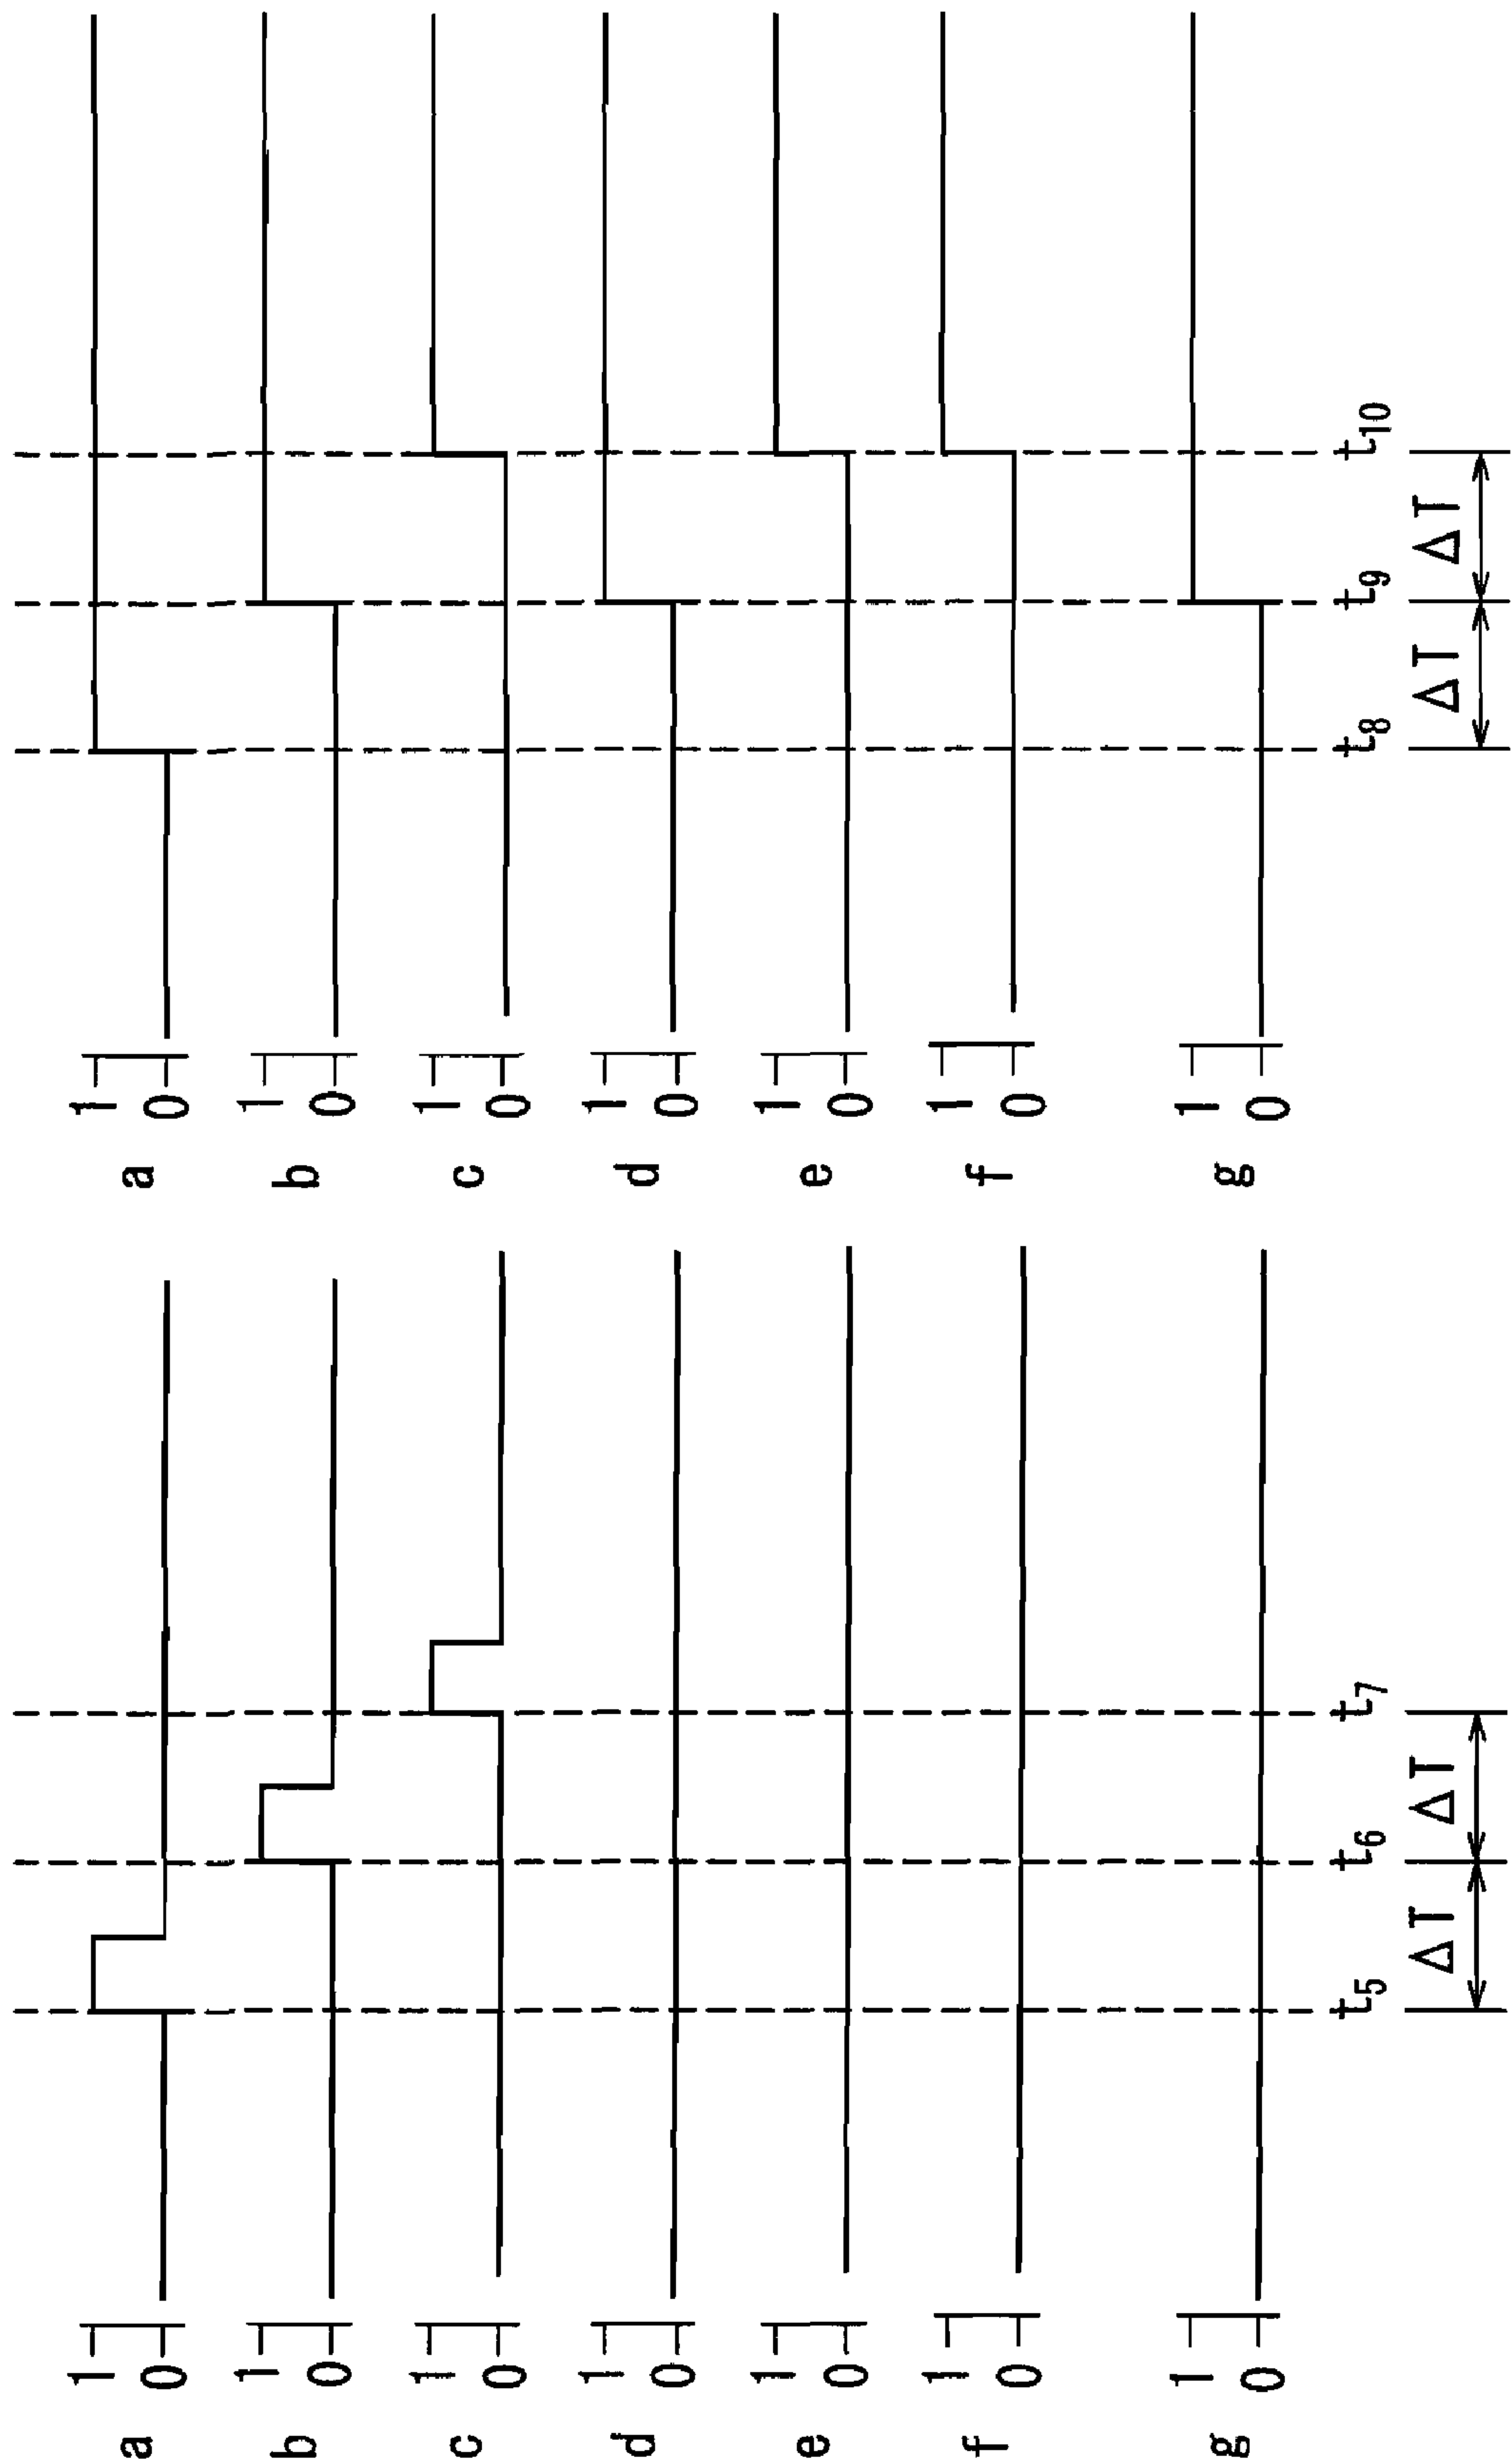 a 1 0
b 1 0
c 1 0
d 1 0
e 1 0
f 1 0
g 1 0
t5 t6 t7
ΔT ΔT
a 1 0
b 1 0
c 1 0
d 1 0
e 1 0
f 1 0
g 1 0
t8 t9 t10
ΔT ΔT